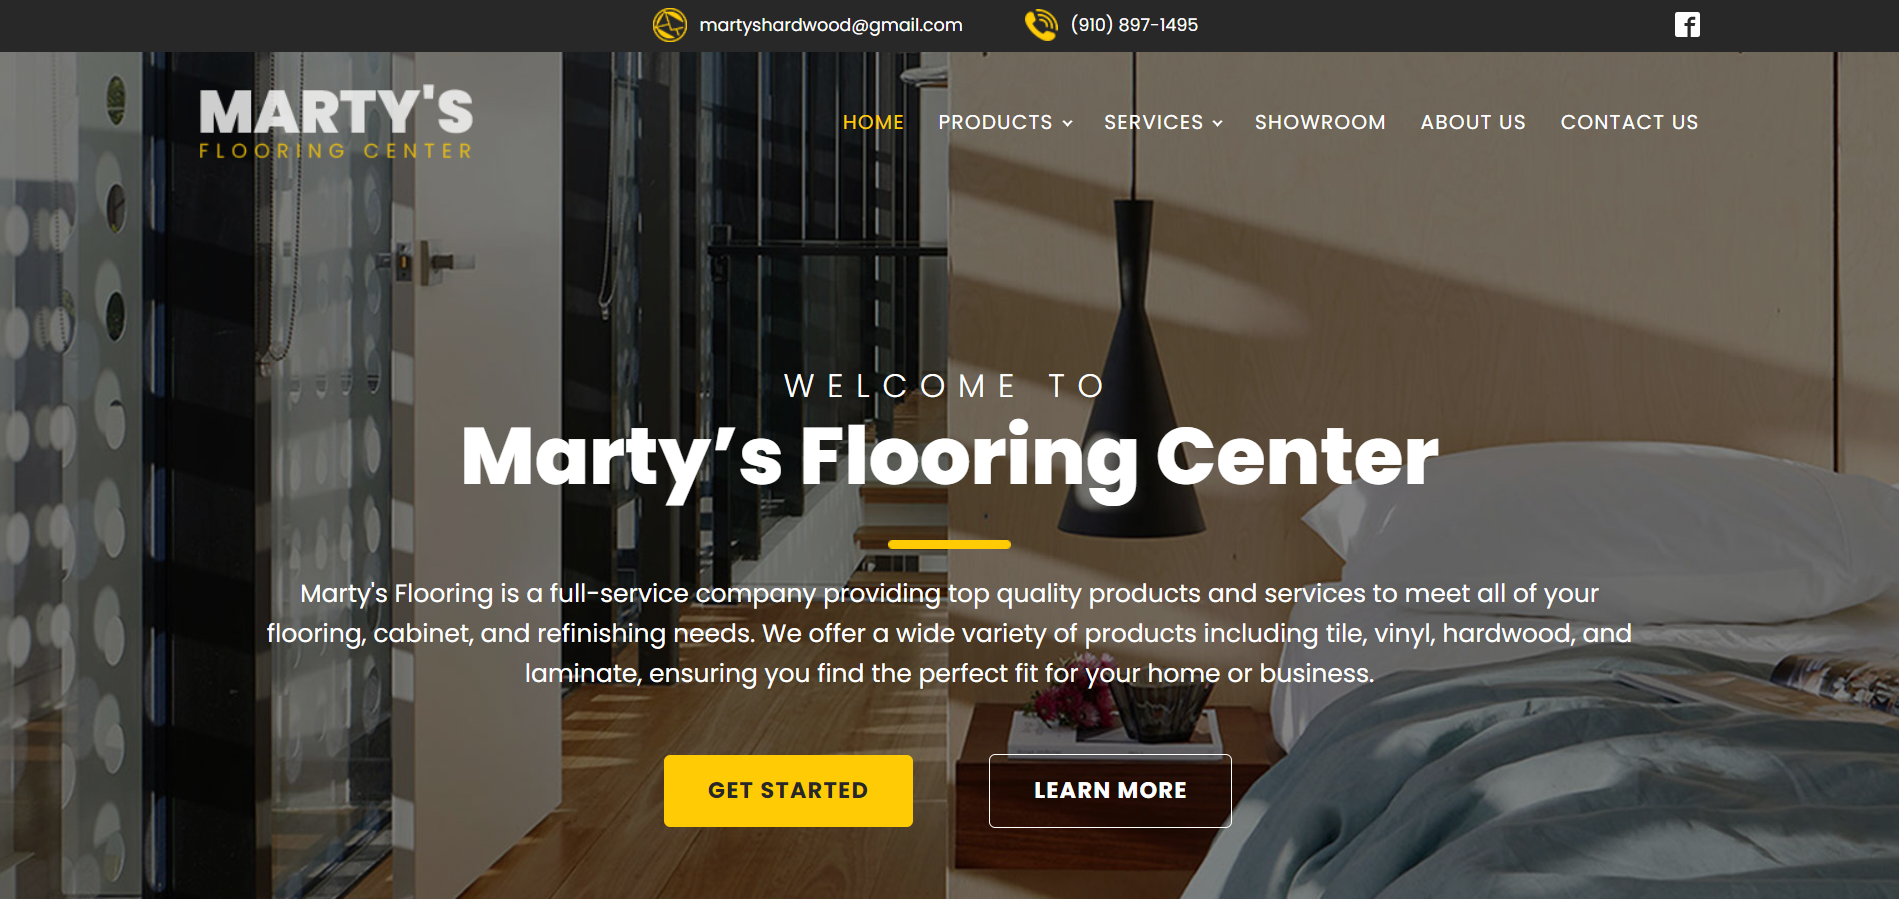 martyshardwood@gmail.com
(910) 897-1495
MARTY'S
FLOORING CENTER
HOME
PRODUCTS
SERVICES
SHOWROOM
ABOUT US
CONTACT US
WELCOME TO
Marty’s Flooring Center
Marty's Flooring is a full-service company providing top quality products and services to meet all of your
flooring, cabinet, and refinishing needs. We offer a wide variety of products including tile, vinyl, hardwood, and
laminate, ensuring you find the perfect fit for your home or business.
GET STARTED
LEARN MORE